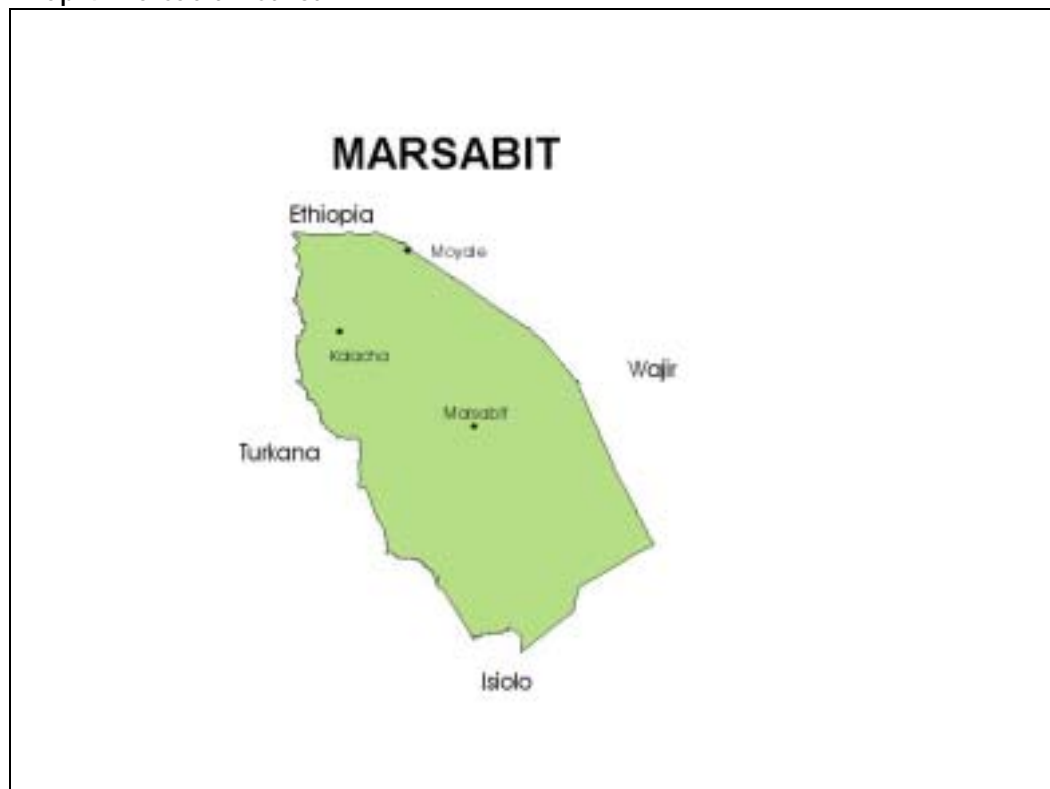 MARSABIT
Ethiopia
Moyale
Kalacha
Wajir
Marsabit
Turkana
Isiolo